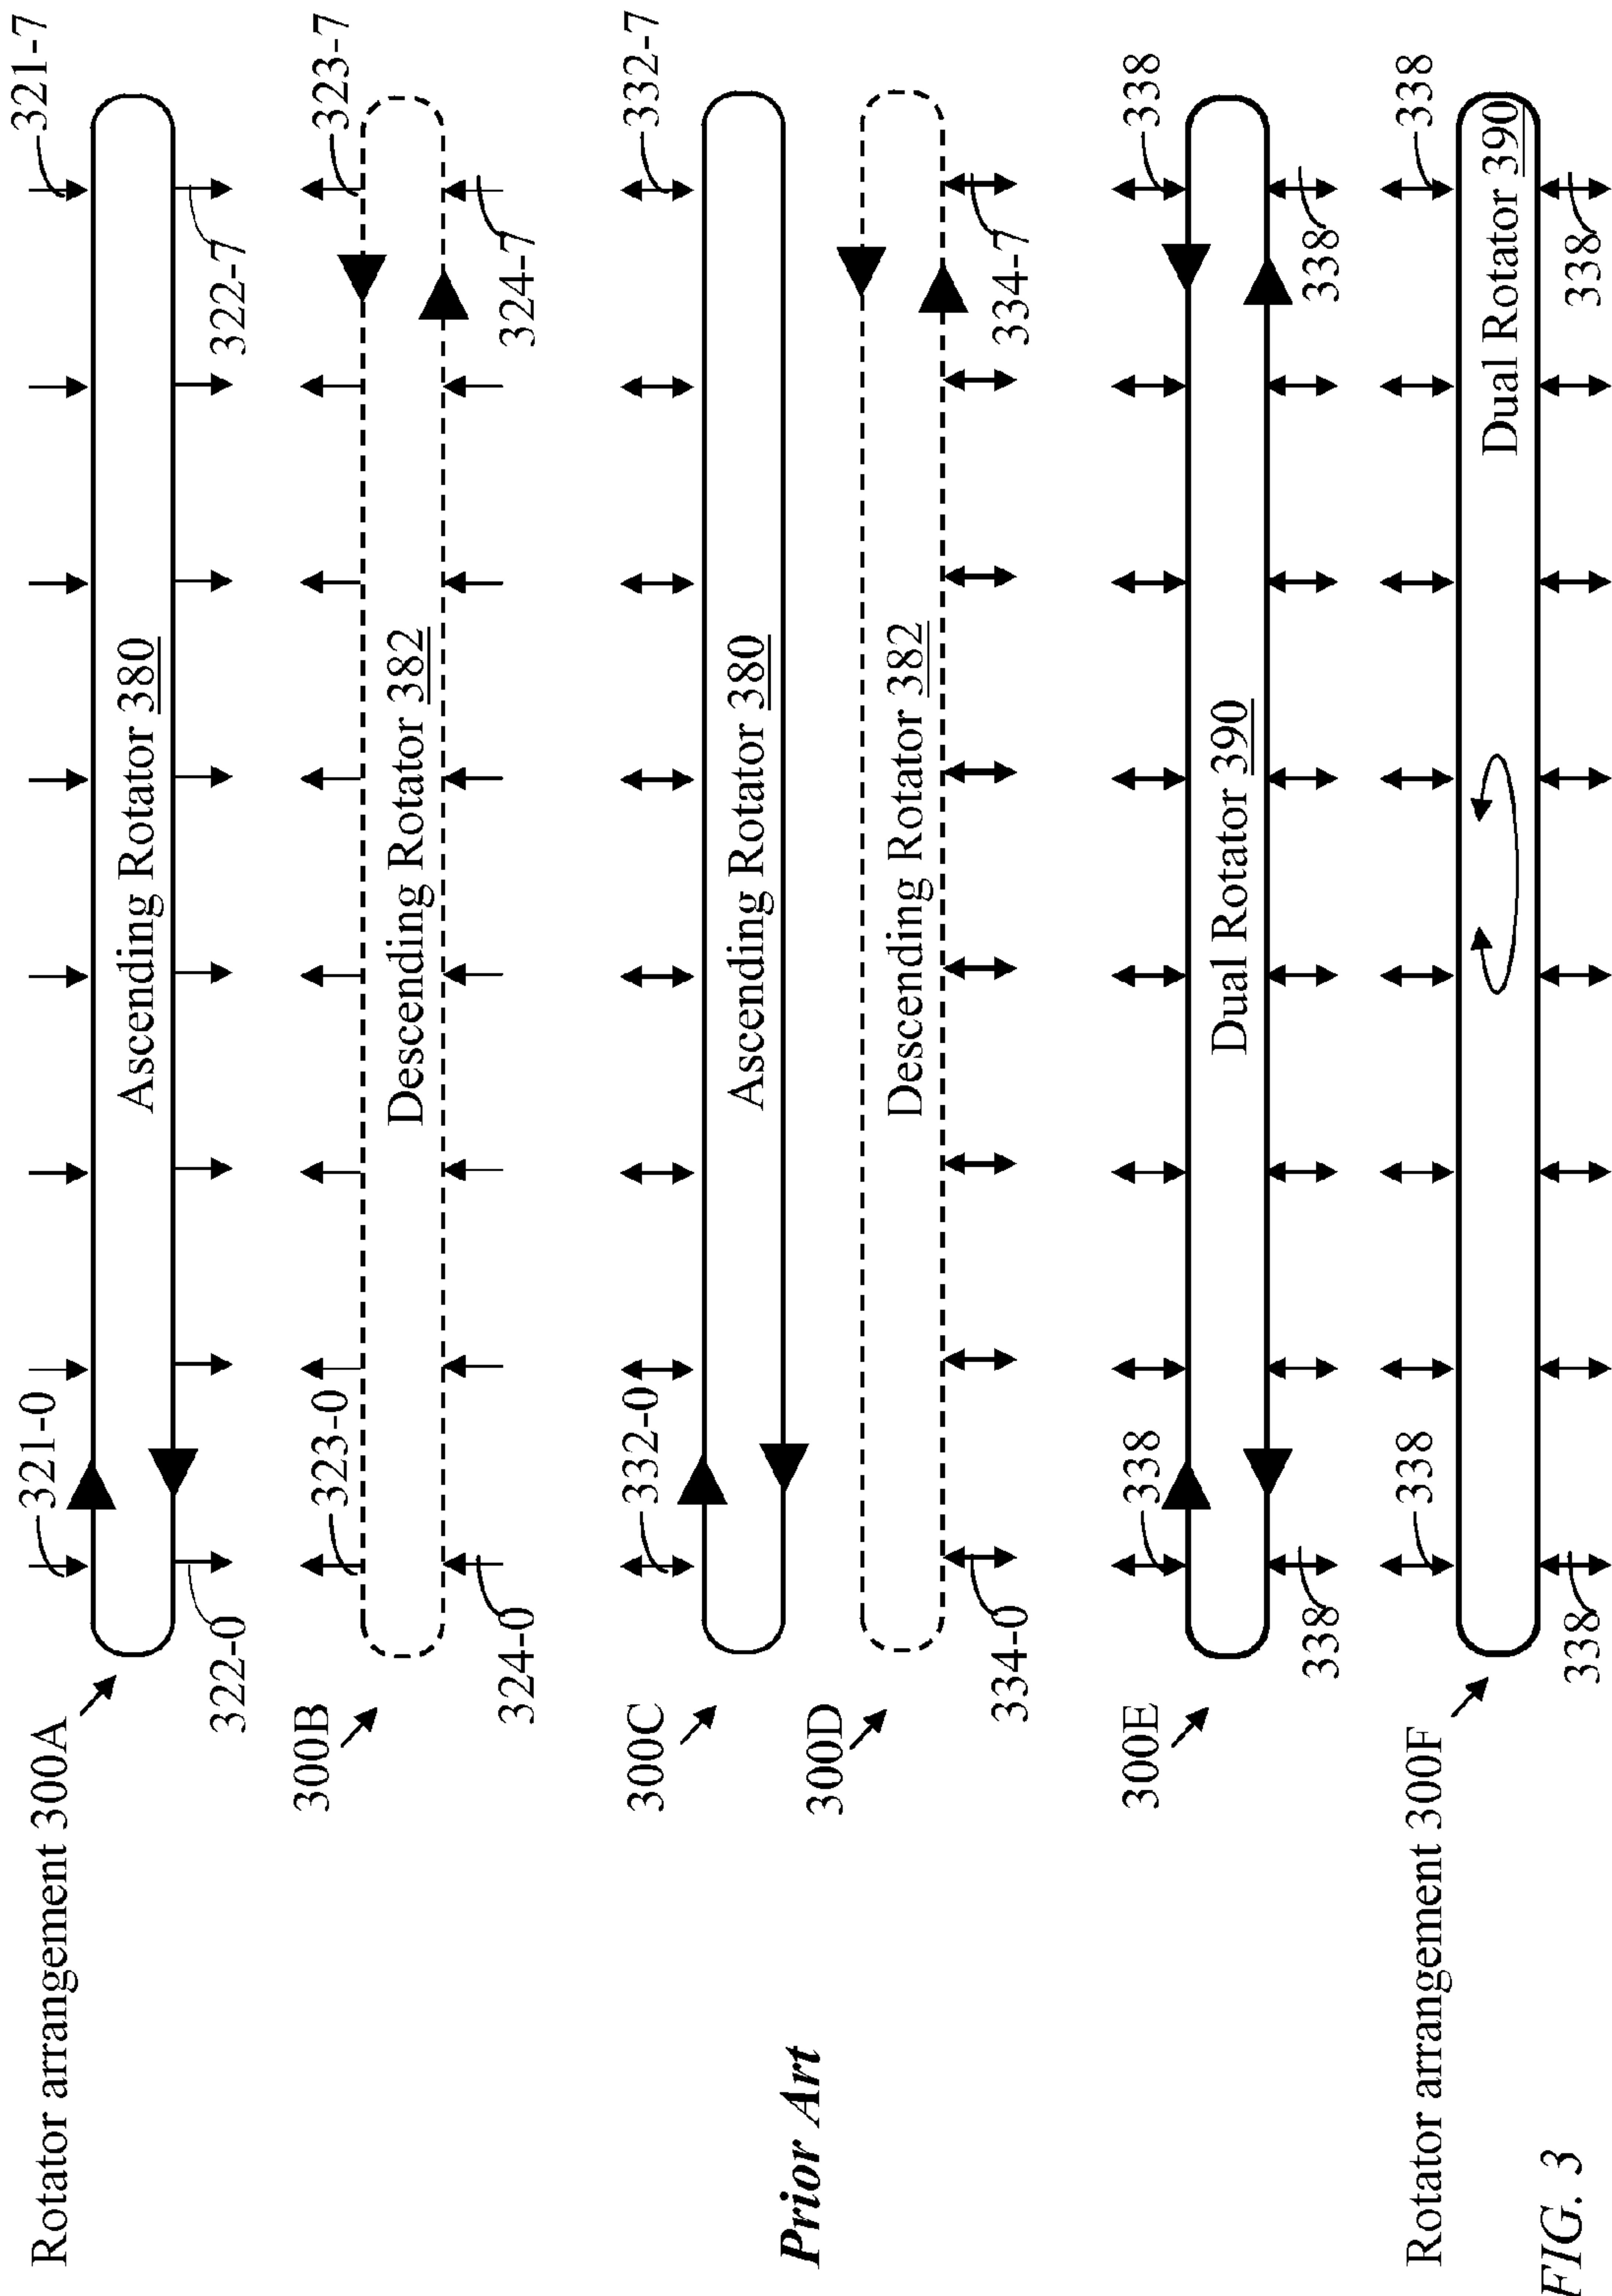 Rotator arrangement 300A
321-0
321-7
Ascending Rotator 380
322-0
322-7
300B
323-0
323-7
Descending Rotator 382
324-0
324-7
300C
332-0
332-7
Ascending Rotator 380
Prior Art
300D
Descending Rotator 382
334-0
334-7
300E
338
338
Dual Rotator 390
338
338
Rotator arrangement 300F
338
338
Dual Rotator 390
338
338
FIG. 3